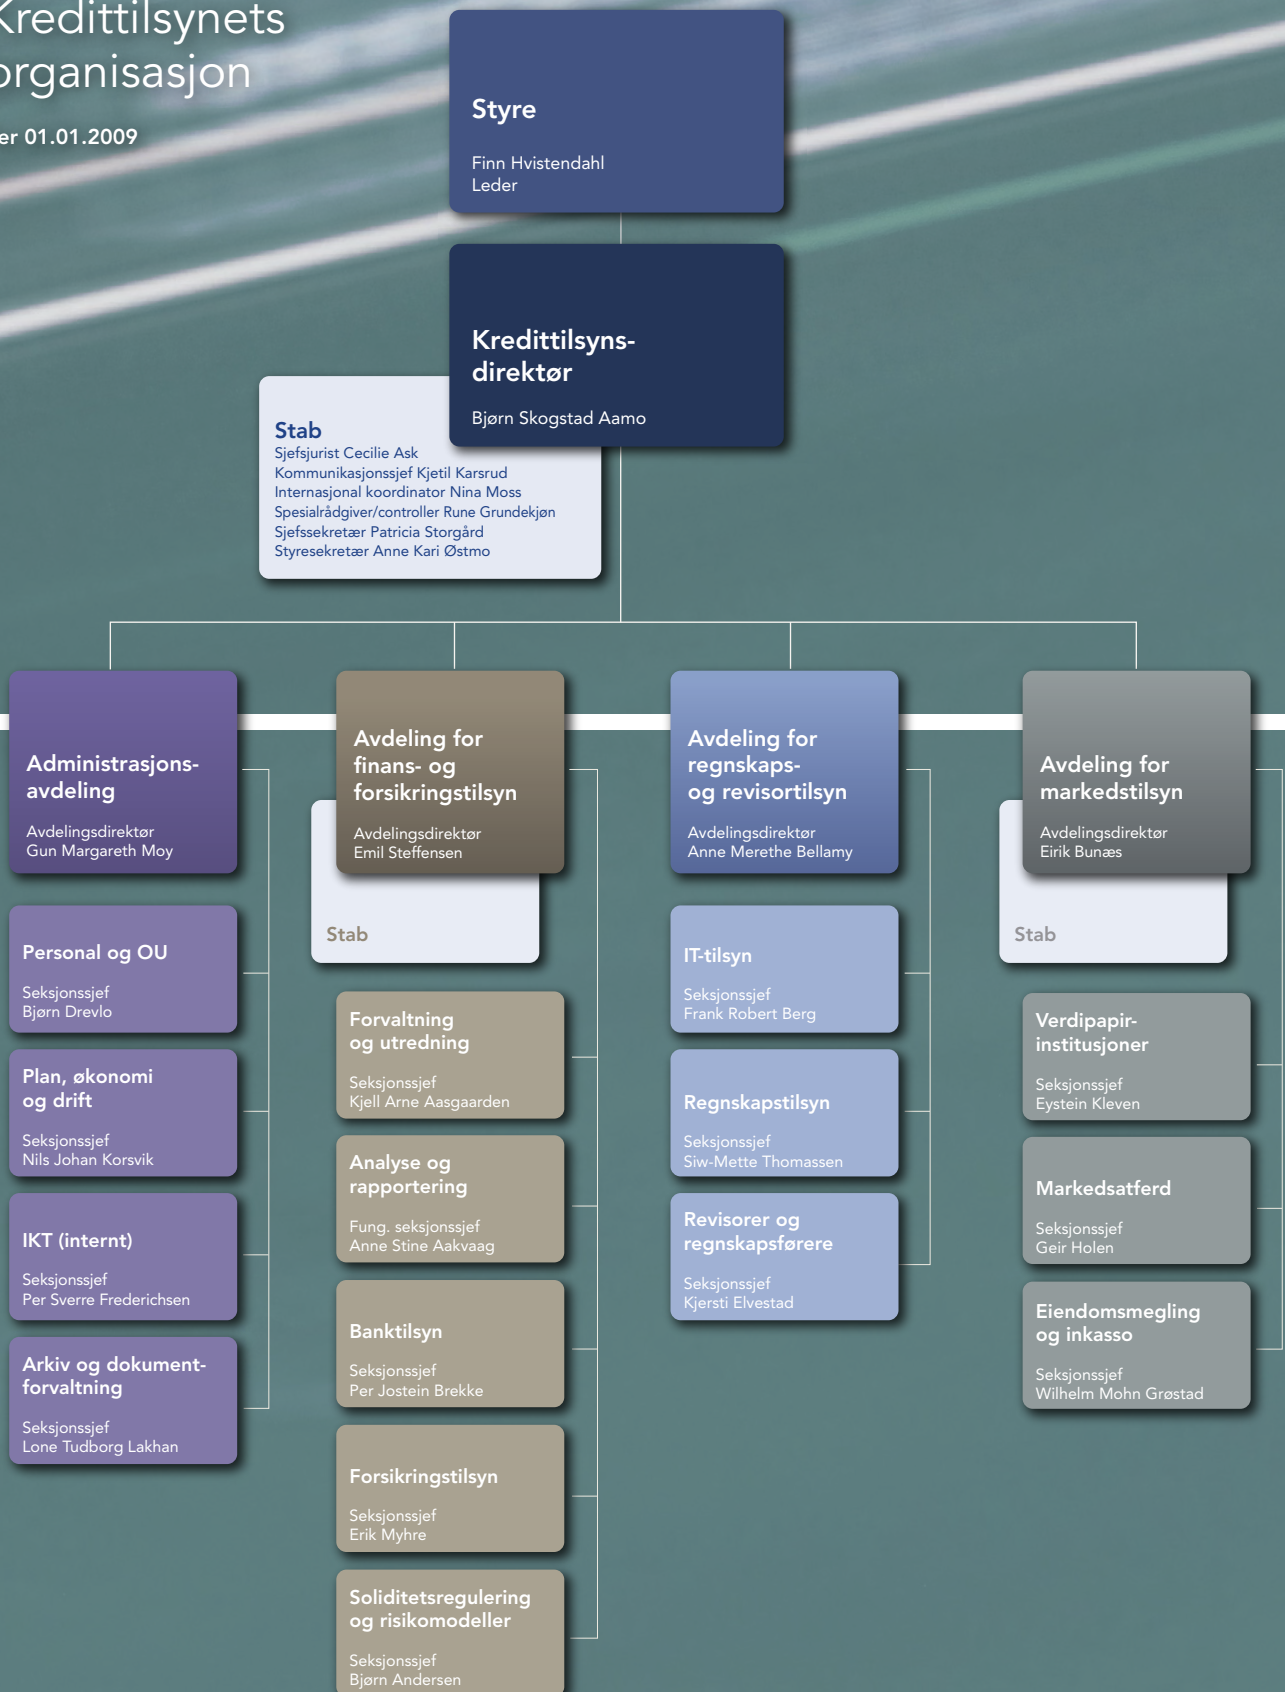 Kredittilsynets
organisasjon
er 01.01.2009
Styre
Finn Hvistendahl
Leder
Kredittilsyns-
direktør
Bjørn Skogstad Aamo
Stab
Sjefsjurist Cecilie Ask
Kommunikasjonssjef Kjetil Karsrud
Internasjonal koordinator Nina Moss
Spesialrådgiver/controller Rune Grundekjøn
Sjefssekretær Patricia Storgård
Styresekretær Anne Kari Østmo
Administrasjons-
avdeling
Avdelingsdirektør
Gun Margareth Moy
Personal og OU
Seksjonssjef
Bjørn Drevlo
Plan, økonomi
og drift
Seksjonssjef
Nils Johan Korsvik
IKT (internt)
Seksjonssjef
Per Sverre Frederichsen
Arkiv og dokument-
forvaltning
Seksjonssjef
Lone Tudborg Lakhan
Avdeling for
finans- og
forsikringstilsyn
Avdelingsdirektør
Emil Steffensen
Stab
Forvaltning
og utredning
Seksjonssjef
Kjell Arne Aasgaarden
Analyse og
rapportering
Fung. seksjonssjef
Anne Stine Aakvaag
Banktilsyn
Seksjonssjef
Per Jostein Brekke
Forsikringstilsyn
Seksjonssjef
Erik Myhre
Soliditetsregulering
og risikomodeller
Seksjonssjef
Bjørn Andersen
Avdeling for
regnskaps-
og revisortilsyn
Avdelingsdirektør
Anne Merethe Bellamy
IT-tilsyn
Seksjonssjef
Frank Robert Berg
Regnskapstilsyn
Seksjonssjef
Siw-Mette Thomassen
Revisorer og
regnskapsførere
Seksjonssjef
Kjersti Elvestad
Avdeling for
markedstilsyn
Avdelingsdirektør
Eirik Bunæs
Stab
Verdipapir-
institusjoner
Seksjonssjef
Eystein Kleven
Markedsatferd
Seksjonssjef
Geir Holen
Eiendomsmegling
og inkasso
Seksjonssjef
Wilhelm Mohn Grøstad